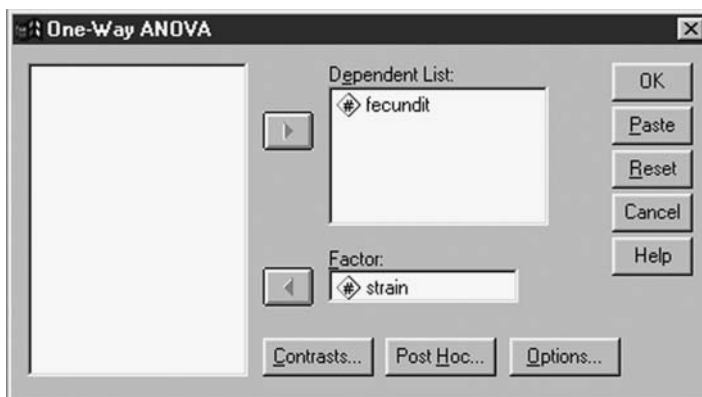 One-Way ANOVA
Dependent List:
fecundit
OK
Paste
Reset
Cancel
Help
Factor:
strain
Contrasts...
Post Hoc...
Options...